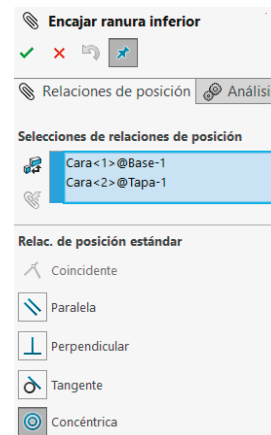 Encajar ranura inferior
Relaciones de posición Análisi
Selecciones de relaciones de posición
Cara<1>@Base-1
Cara<2>@Tapa-1
Relac. de posición estándar
Coincidente
Paralela
Perpendicular
Tangente
Concéntrica